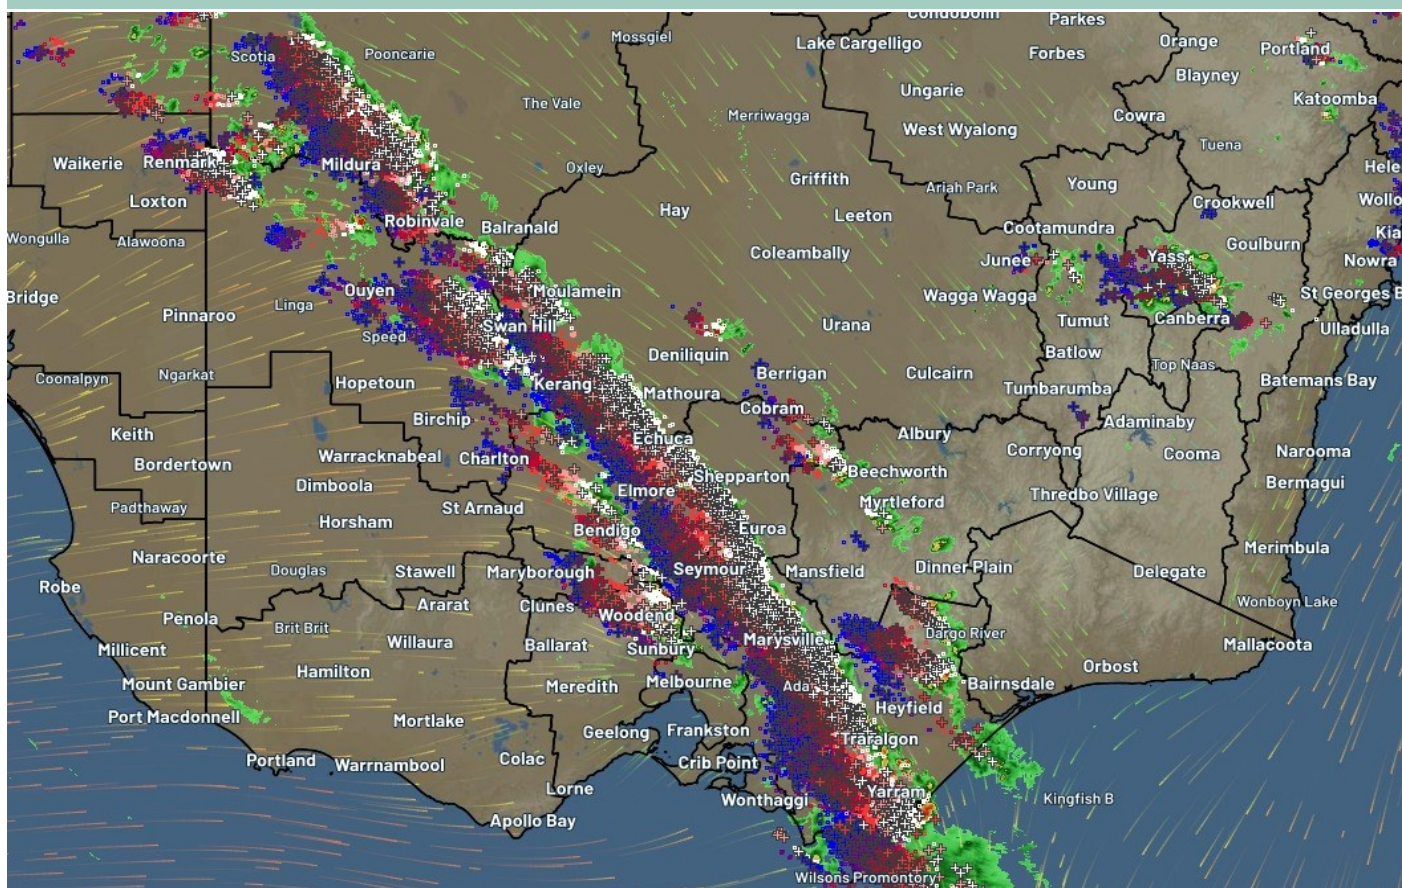 Condobolin
Parkes
Mossgiel
Lake Cargelligo
Orange
Portland
Scotia
Pooncarie
Forbes
Blayney
Ungarie
Katoomba
The Vale
Merriwagga
Cowra
West Wyalong
Tuena
Waikerie
Renmark
Mildura
Oxley
Griffith
Hele
Ariah Park
Young
Loxton
Hay
Leeton
Crookwell
Wollo
Robinvale
Balranald
Cootamundra
Kia
Wongulla
Alawoona
Coleambally
Junee
Yass
Goulburn
Nowra
Bridge
Ouyen
Moulamein
Wagga Wagga
St Georges B
Linga
Pinnaroo
Swan Hill
Urana
Tumut
Canberra
Ulladulla
Speed
Deniliquin
Batlow
Top Naas
Coonalpyn
Ngarkat
Hopetoun
Kerang
Mathoura
Berrigan
Culcairn
Tumbarumba
Batemans Bay
Birchip
Cobram
Adaminaby
Keith
Echuca
Albury
Corryong
Cooma
Narooma
Bordertown
Warracknabeal
Charlton
Shepparton
Beechworth
Bermagui
Dimboola
Elmore
Thredbo Village
Padthaway
St Arnaud
Myrtleford
Horsham
Bendigo
Euroa
Merimbula
Naracoorte
Douglas
Stawell
Maryborough
Seymour
Mansfield
Dinner Plain
Delegate
Robe
Ararat
Clunes
Wonboyn Lake
Penola
Brit Brit
Willaura
Woodend
Dargo River
Mallacoota
Millicent
Ballarat
Sunbury
Marysville
Orbost
Mount Gambier
Hamilton
Meredith
Melbourne
Ada
Bairnsdale
Port Macdonnell
Mortlake
Heyfield
Geelong
Frankston
Traralgon
Portland
Warrnambool
Colac
Crib Point
Lorne
Wonthaggi
Yarram
Kingfish B
Apollo Bay
Wilsons Promontory